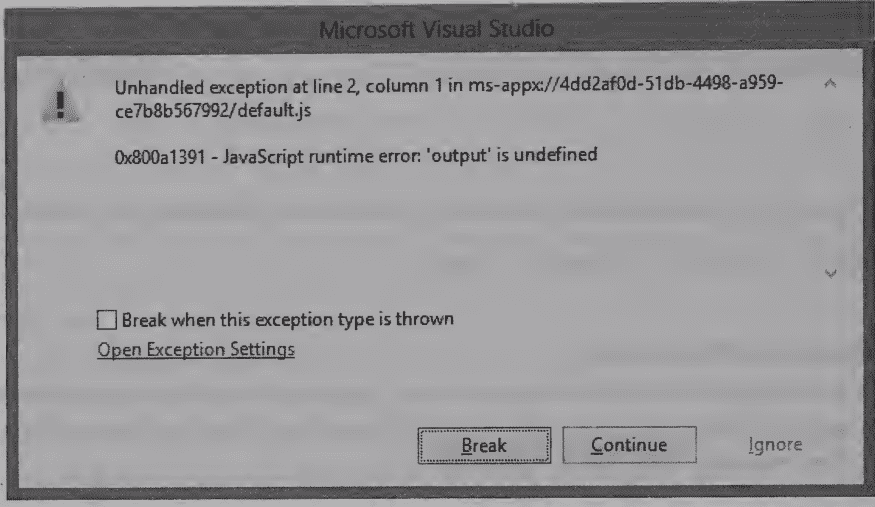 Microsoft Visual Studio
Unhandled exception at line 2, column 1 in ms-appx://4dd2af0d-51db-4498-a959-
ce7b8b567992/default.js
0x800a1391 - JavaScript runtime error: 'output' is undefined
Break when this exception type is thrown
Open Exception Settings
Break Continue Ignore